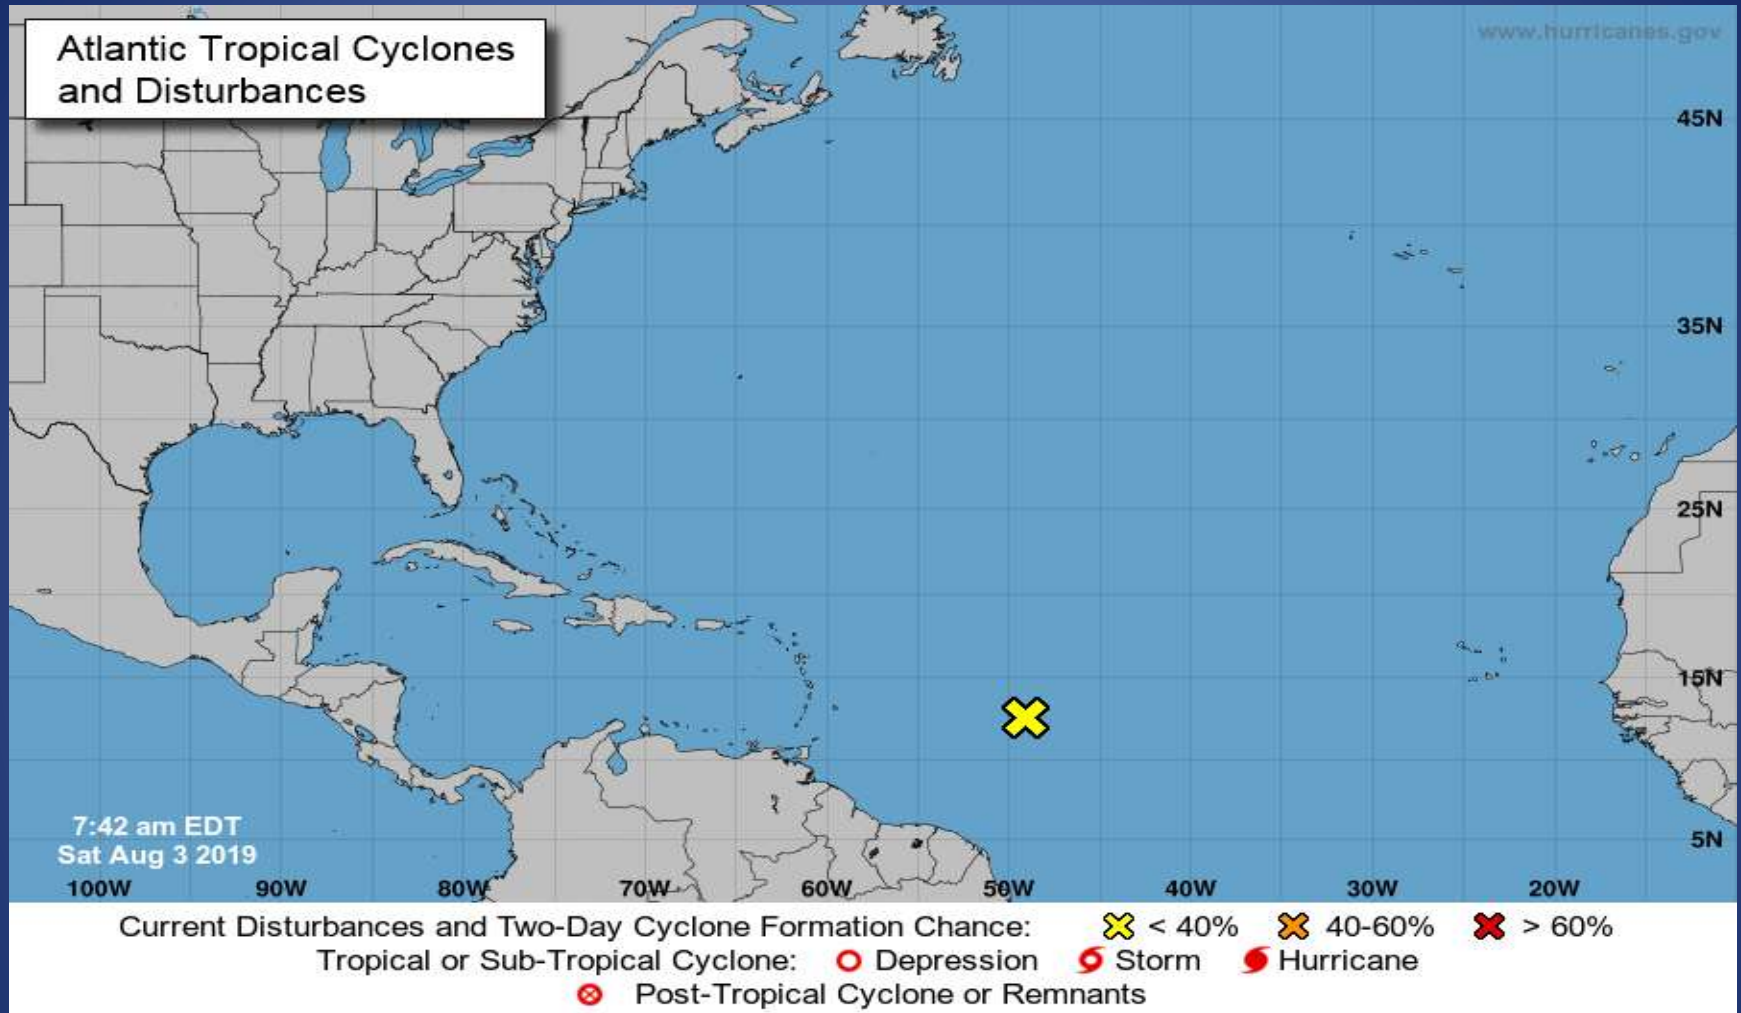 Atlantic Tropical Cyclones
and Disturbances
www.hurricanes.gov
45N
35N
25N
15N
5N
7:42 am EDT
Sat Aug 3 2019
100W 90W 80W 70W 60W 50W 40W 30W 20W
Current Disturbances and Two-Day Cyclone Formation Chance: < 40% 40-60% > 60%
Tropical or Sub-Tropical Cyclone: Depression Storm Hurricane
Post-Tropical Cyclone or Remnants